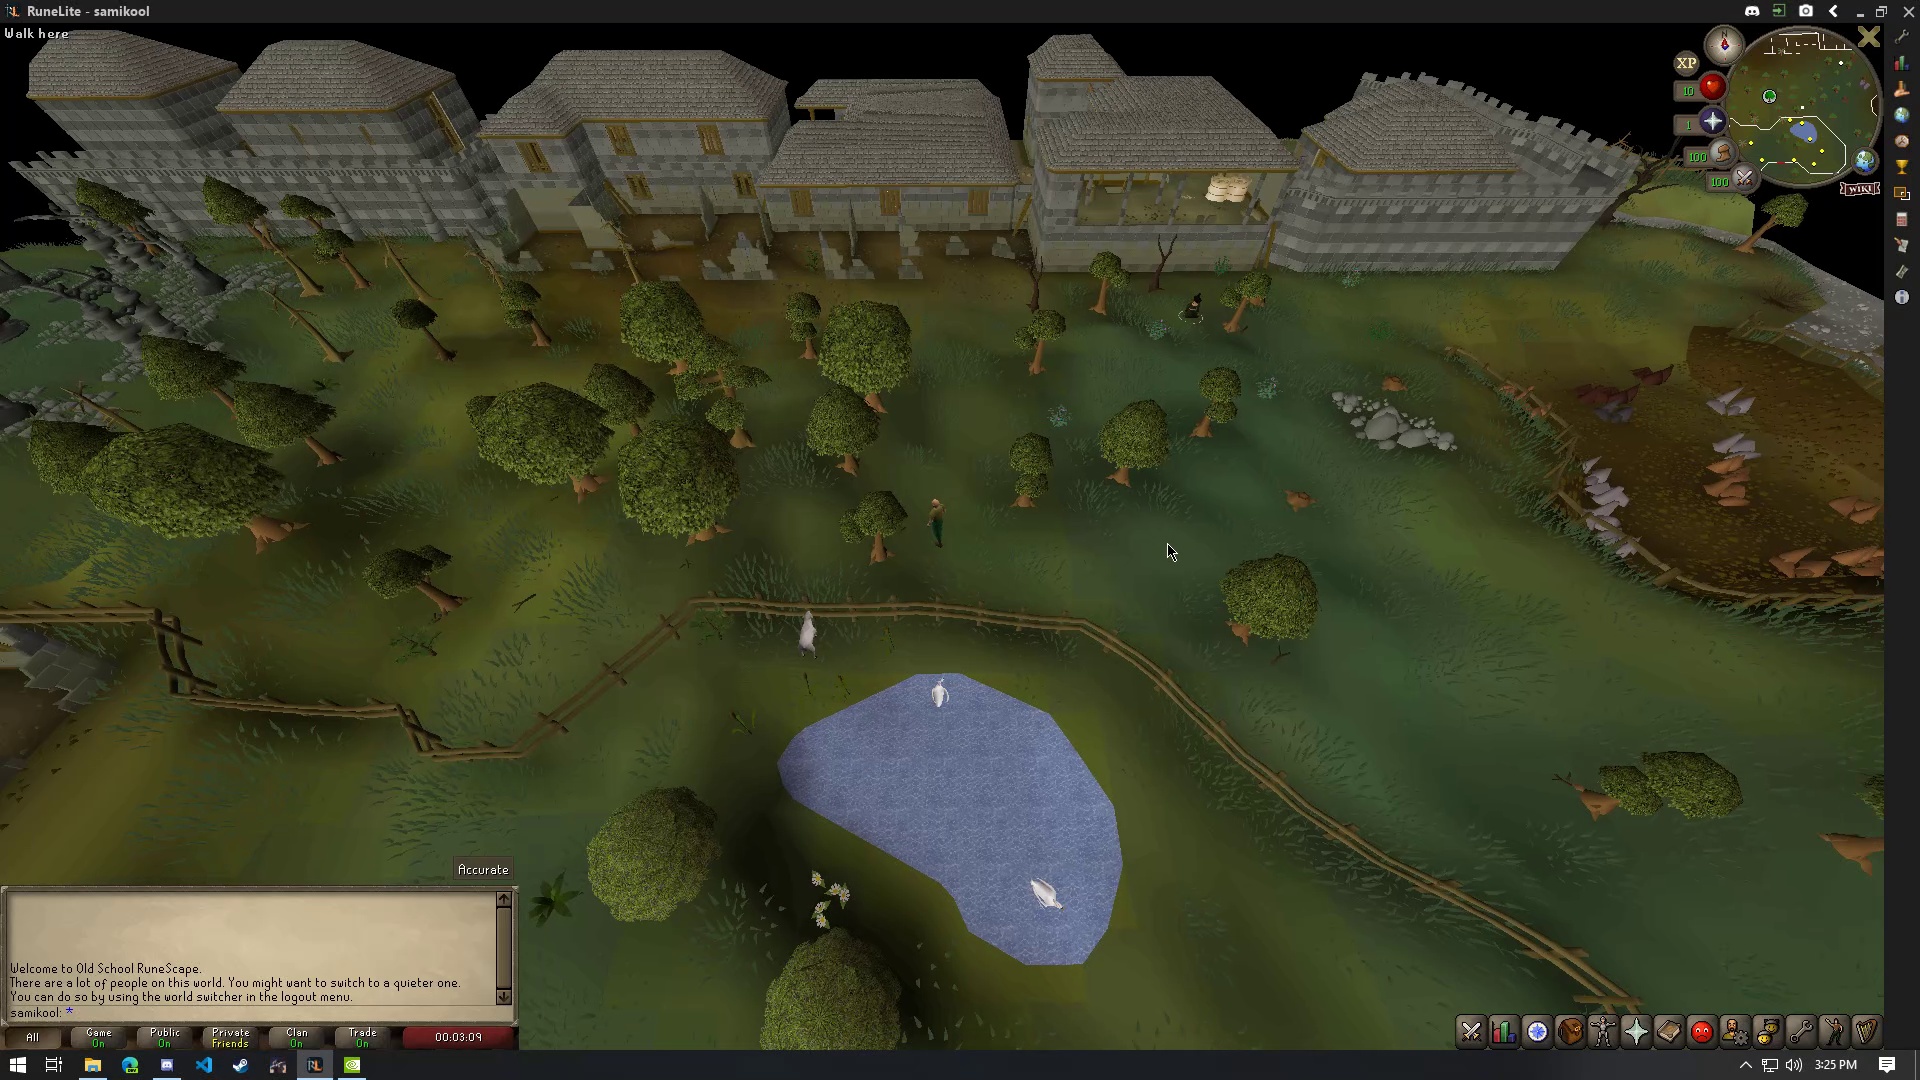 RuneLite - samikool
Walk here
N
XP
10
1
100
100
WIKI
Accurate
Welcome to Old School RuneScape.
There are a lot of people on this world. You might want to switch to a quieter one.
You can do so by using the world switcher in the logout menu.
samikool: *
All
Game
On
Public
On
Private
Friends
Clan
On
Trade
On
00:03:09
3:25 PM